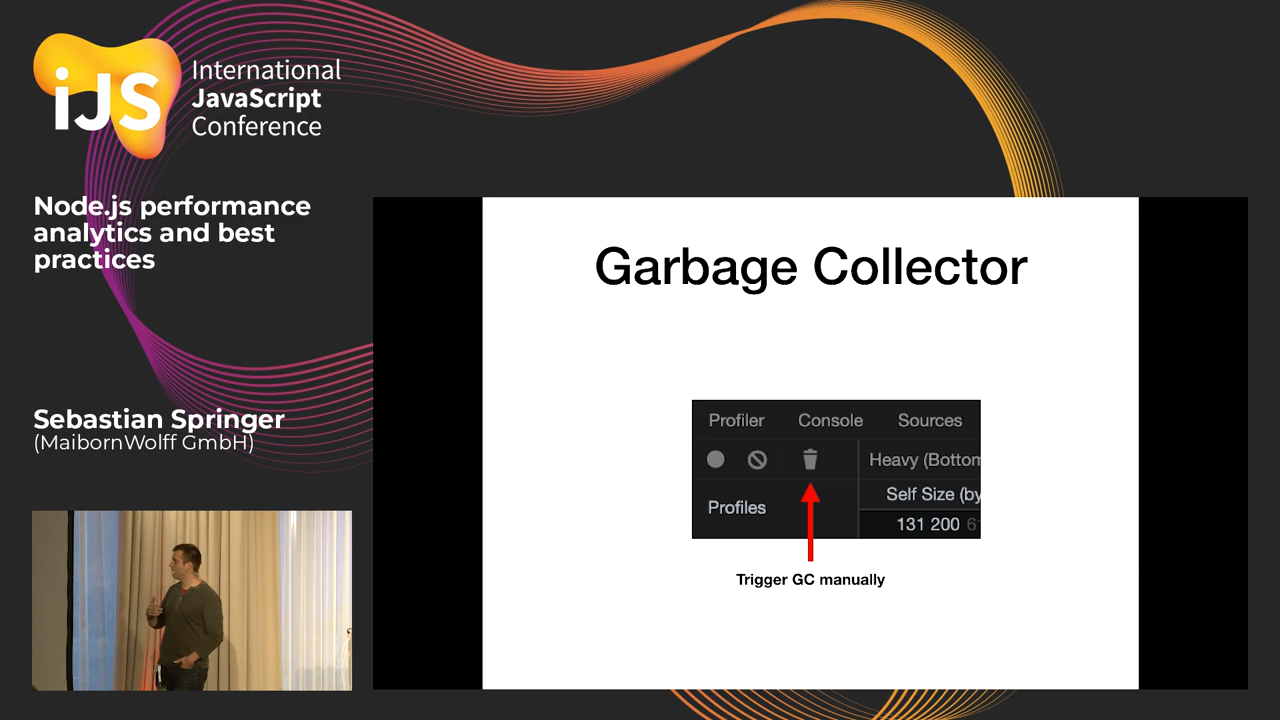 iJS
International
JavaScript
Conference
Node.js performance
analytics and best
practices
Sebastian Springer
(MaibornWolff GmbH)
Garbage Collector
Profiler Console Sources
Heavy (Bottom
Profiles
Self Size (by
131 200
Trigger GC manually